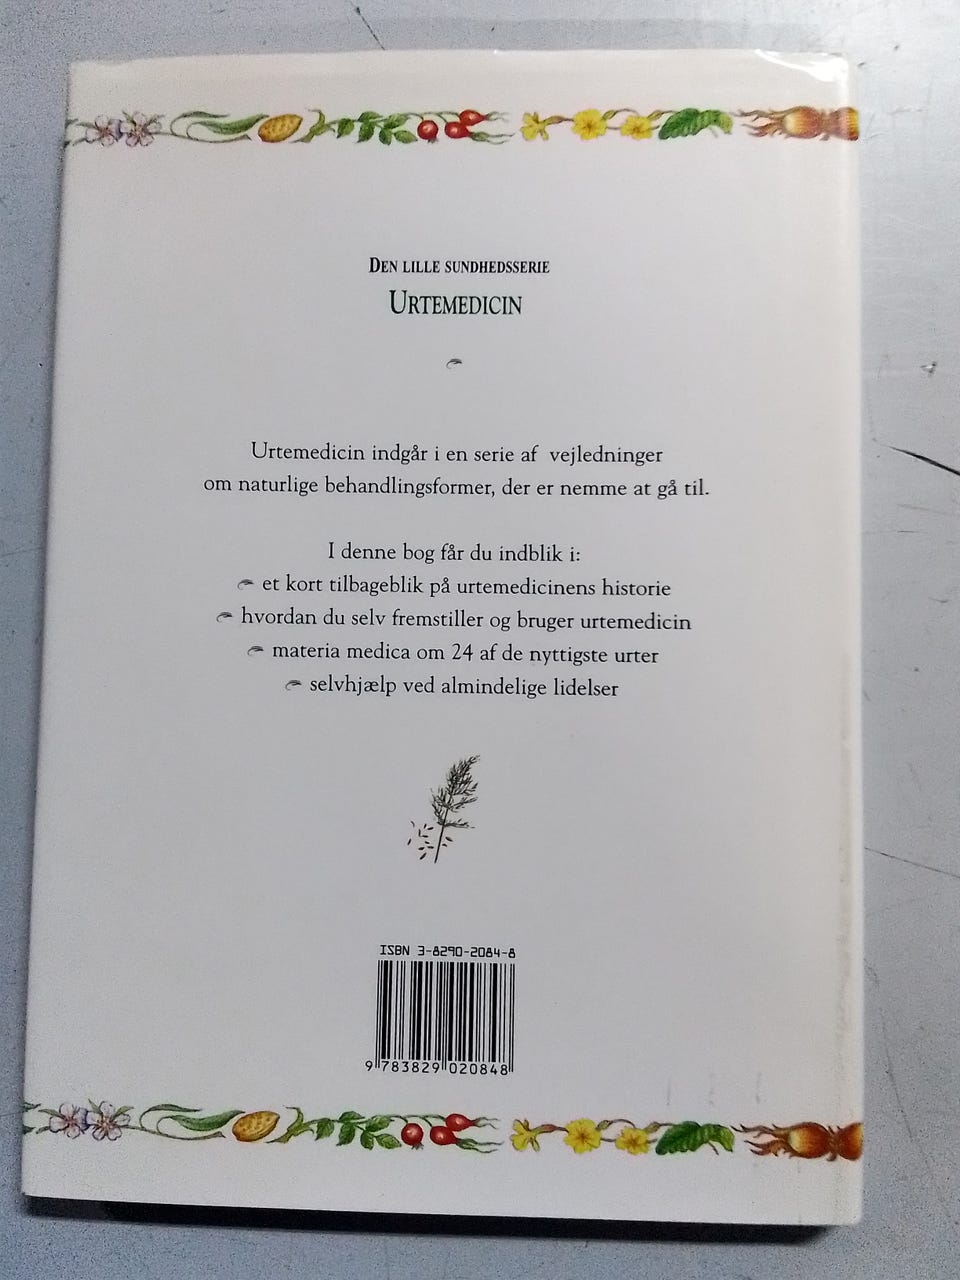 DEN LILLE SUNDHEDSSERIE
URTEMEDICIN
Urtemedicin indgår i en serie af vejledninger
om naturlige behandlingsformer, der er nemme at gå til.
I denne bog får du indblik i:
et kort tilbageblik på urtemedicinens historie
hvordan du selv fremstiller og bruger urtemedicin
materia medica om 24 af de nyttigste urter
selvhjælp ved almindelige lidelser
ISBN 3-8290-2084-8
9 783829 020848